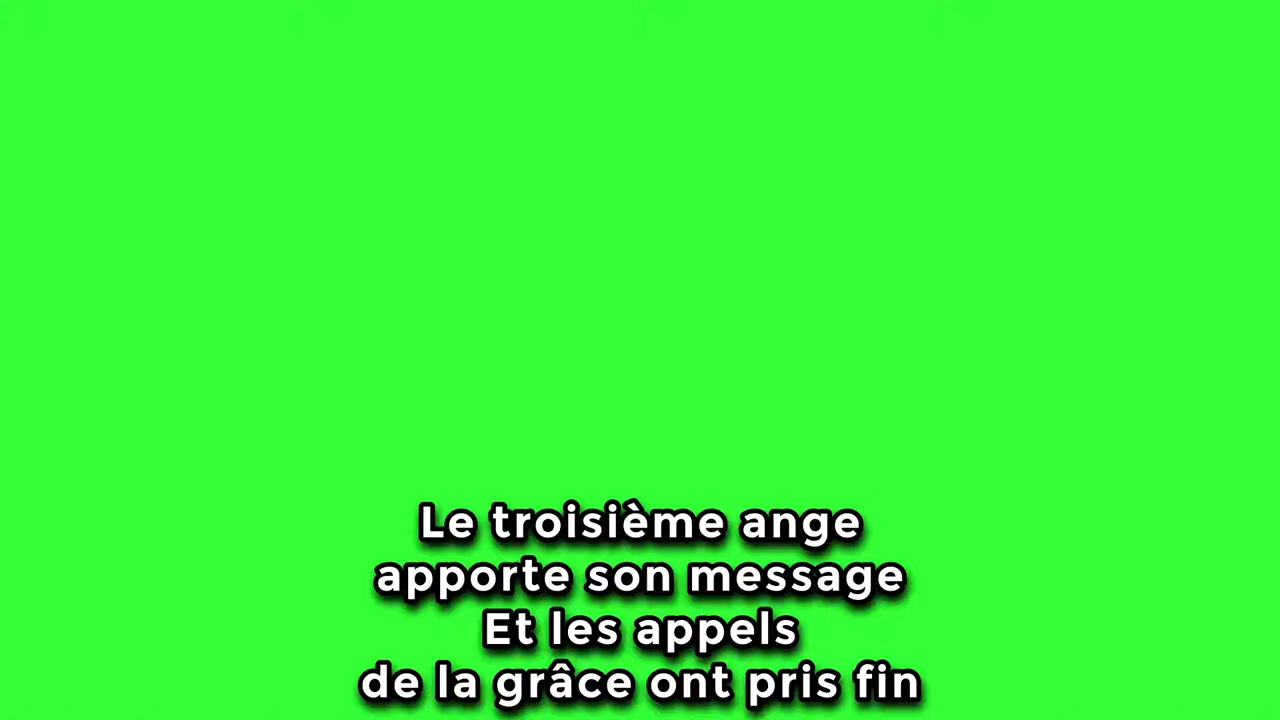 Le troisième ange
apporte son message
Et les appels
de la grâce ont pris fin